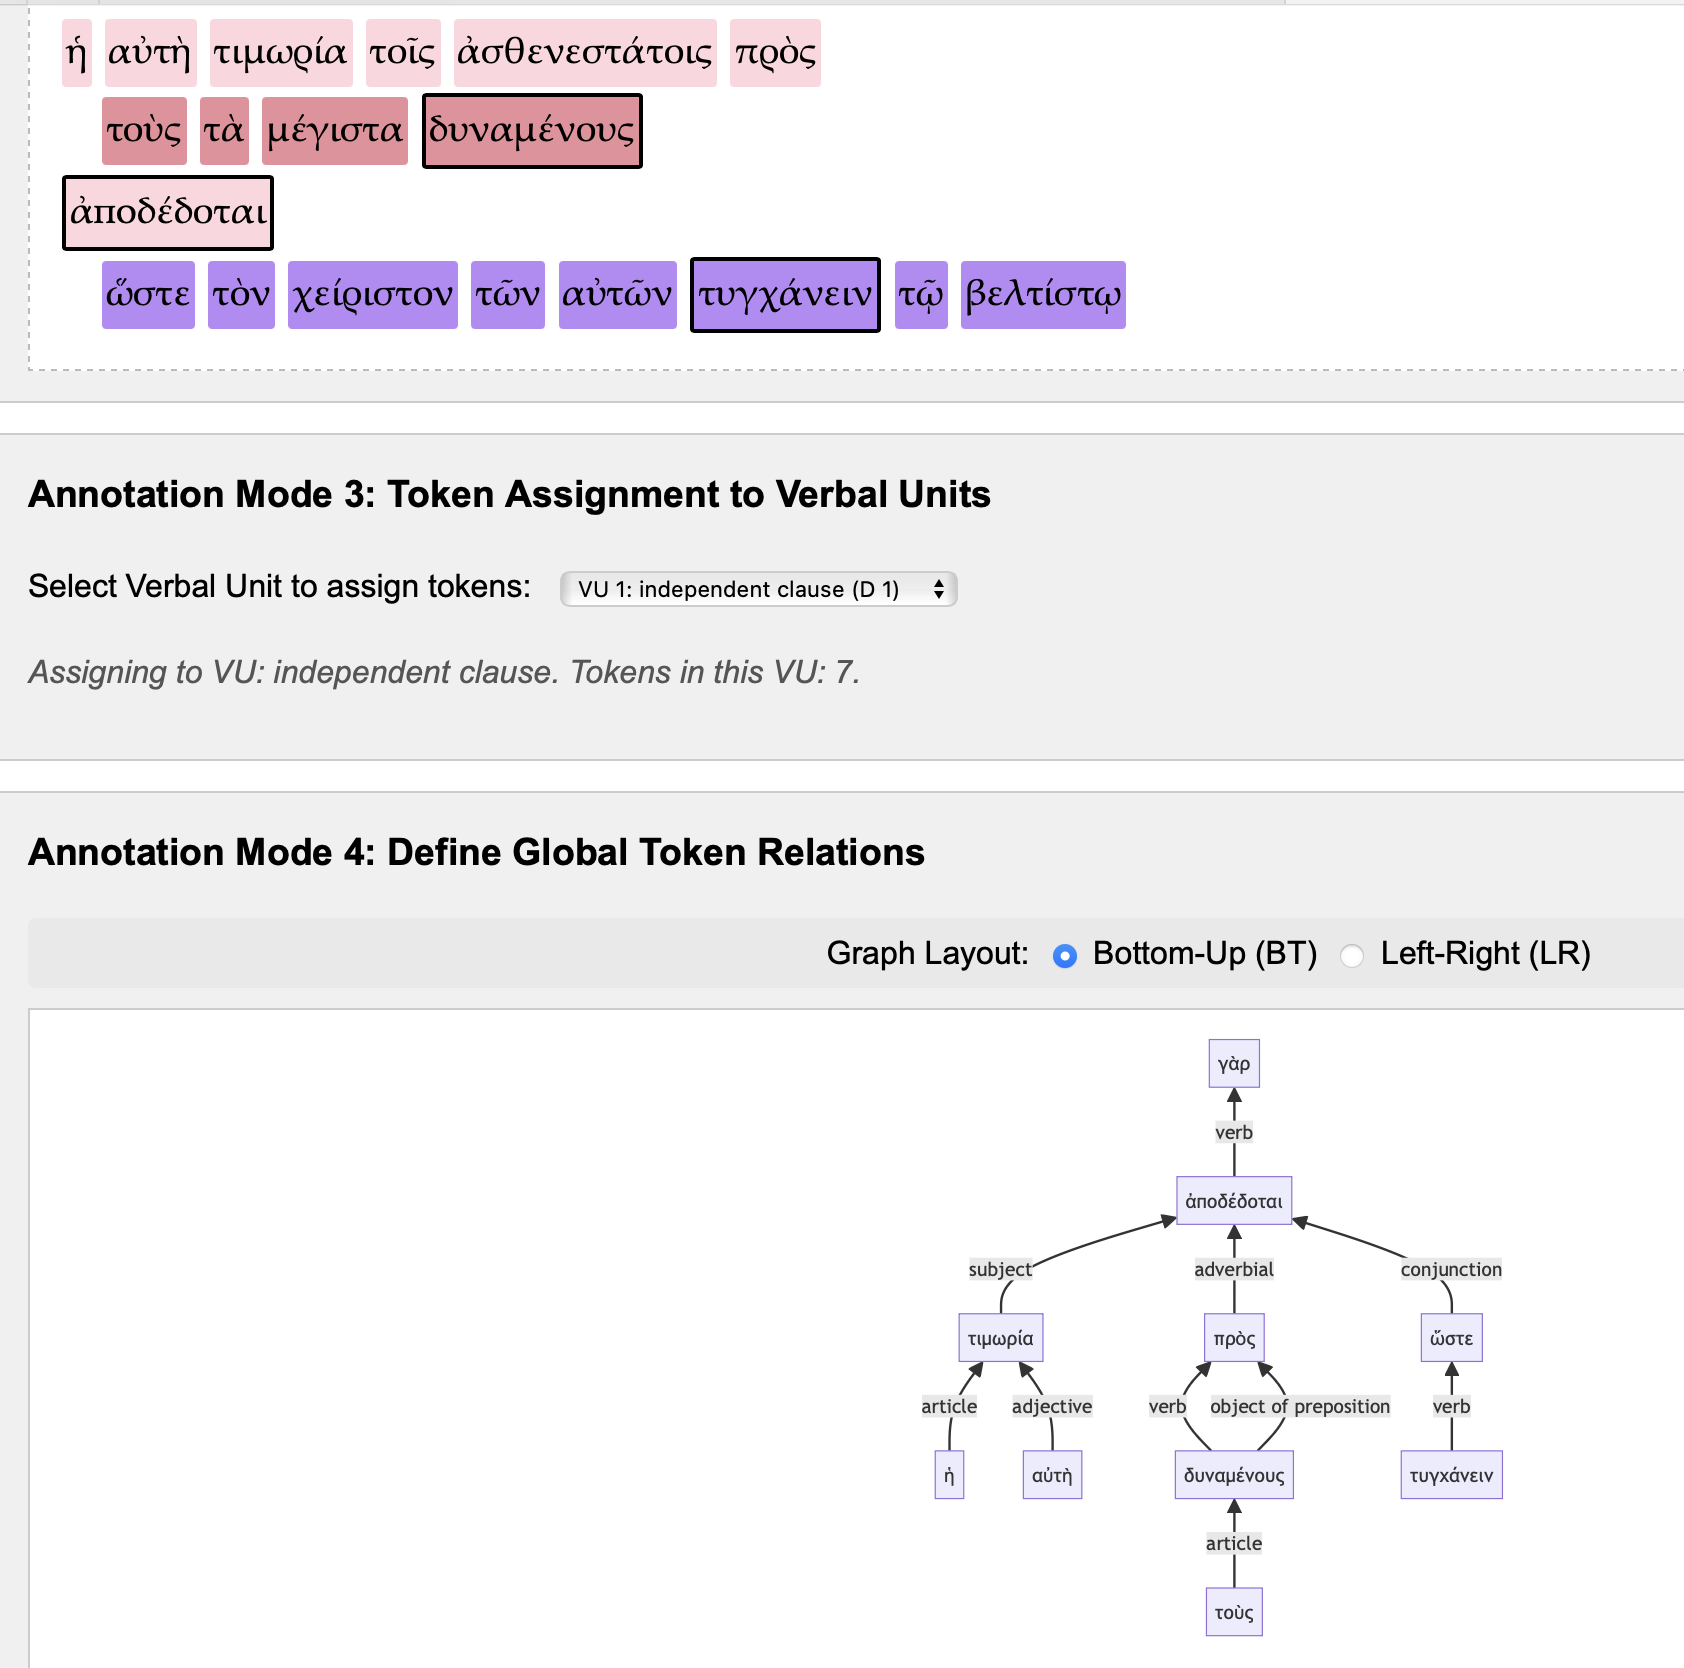 ἡ αὐτὴ τιμωρία τοῖς ἀσθενεστάτοις πρὸς
τοὺς τὰ μέγιστα δυναμένους
ἀποδέδοται
ὥστε τὸν χείριστον τῶν αὐτῶν τυγχάνειν τῷ βελτίστῳ
Annotation Mode 3: Token Assignment to Verbal Units
Select Verbal Unit to assign tokens: VU 1: independent clause (D 1)
Assigning to VU: independent clause. Tokens in this VU: 7.
Annotation Mode 4: Define Global Token Relations
Graph Layout: Bottom-Up (BT) Left-Right (LR)
γὰρ
verb
ἀποδέδοται
subject adverbial conjunction
τιμωρία πρὸς ὥστε
article adjective verb object of preposition verb
ἡ αὐτὴ δυναμένους τυγχάνειν
article
τοὺς